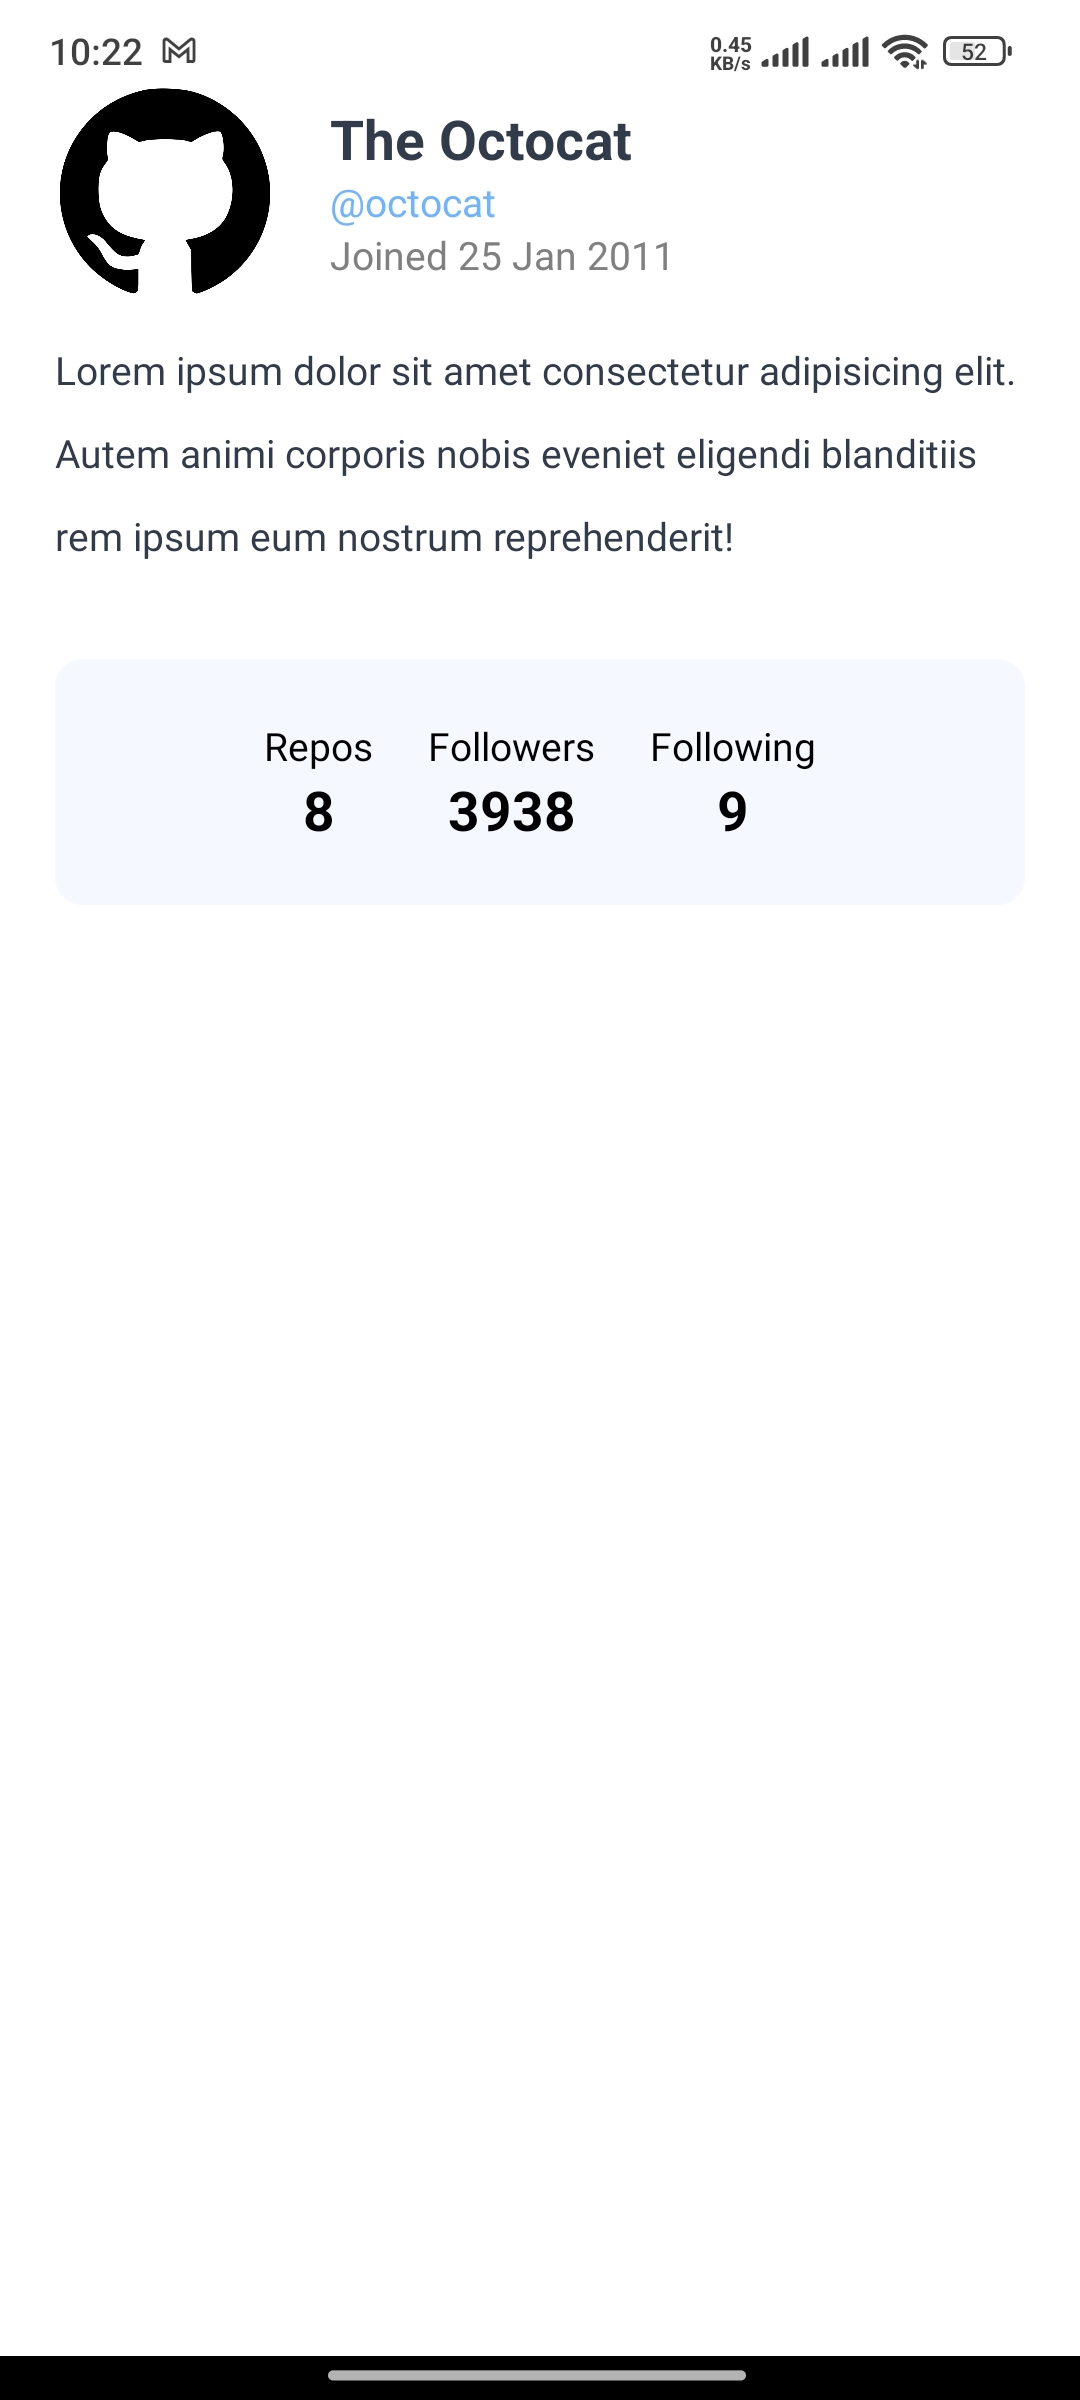 10:22
0.45
KB/s
52
The Octocat
@octocat
Joined 25 Jan 2011
Lorem ipsum dolor sit amet consectetur adipisicing elit.
Autem animi corporis nobis eveniet eligendi blanditiis
rem ipsum eum nostrum reprehenderit!
Repos Followers Following
8 3938 9